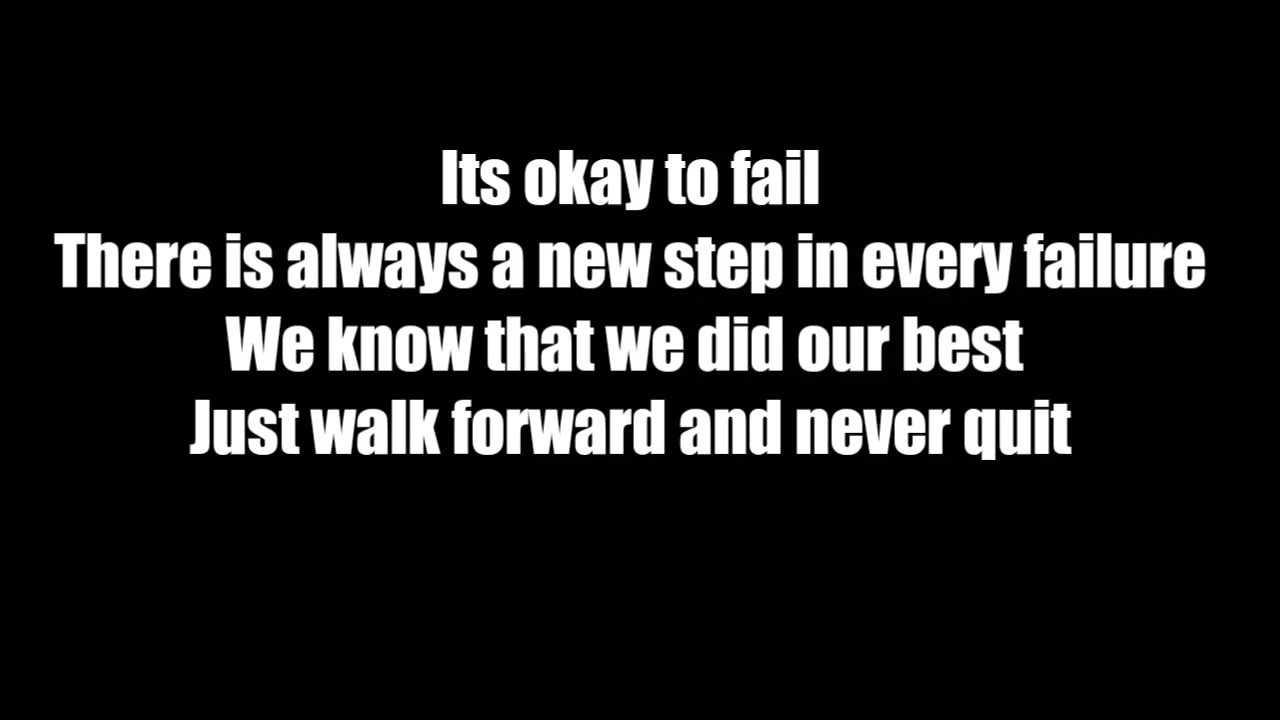 Its okay to fail
There is always a new step in every failure
We know that we did our best
Just walk forward and never quit